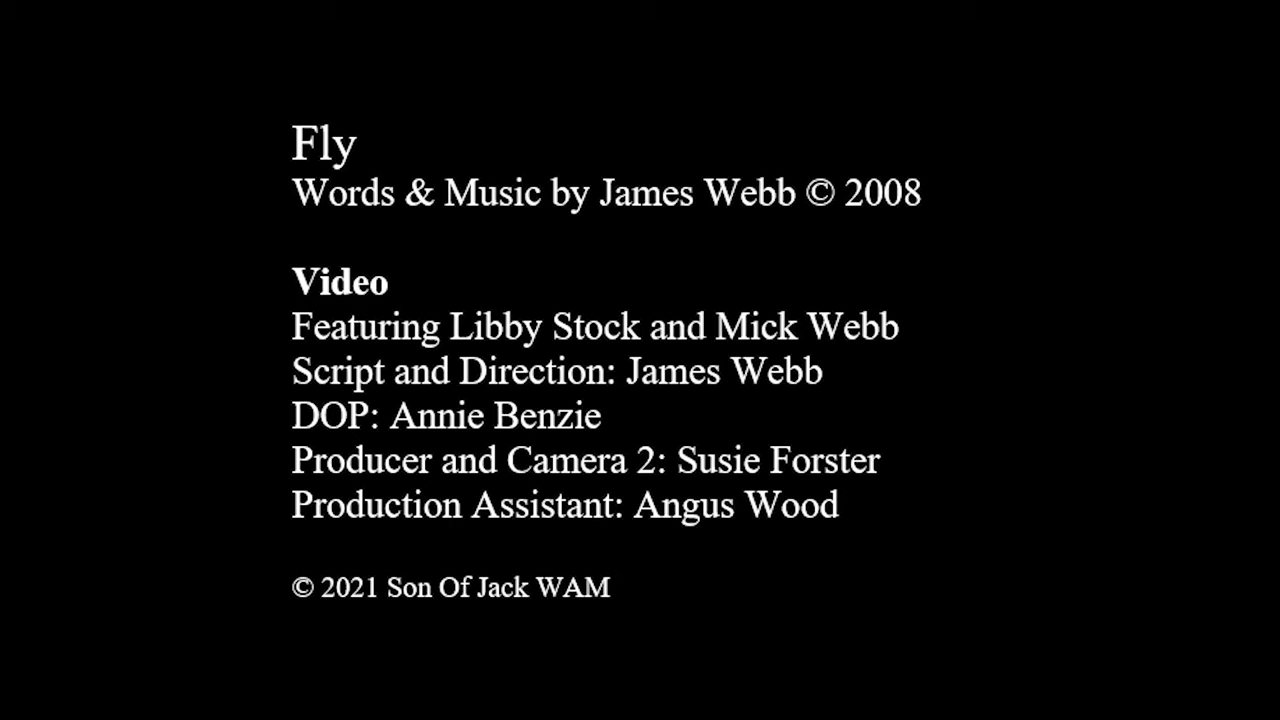 Fly
Words & Music by James Webb © 2008
Video
Featuring Libby Stock and Mick Webb
Script and Direction: James Webb
DOP: Annie Benzie
Producer and Camera 2: Susie Forster
Production Assistant: Angus Wood
© 2021 Son Of Jack WAM